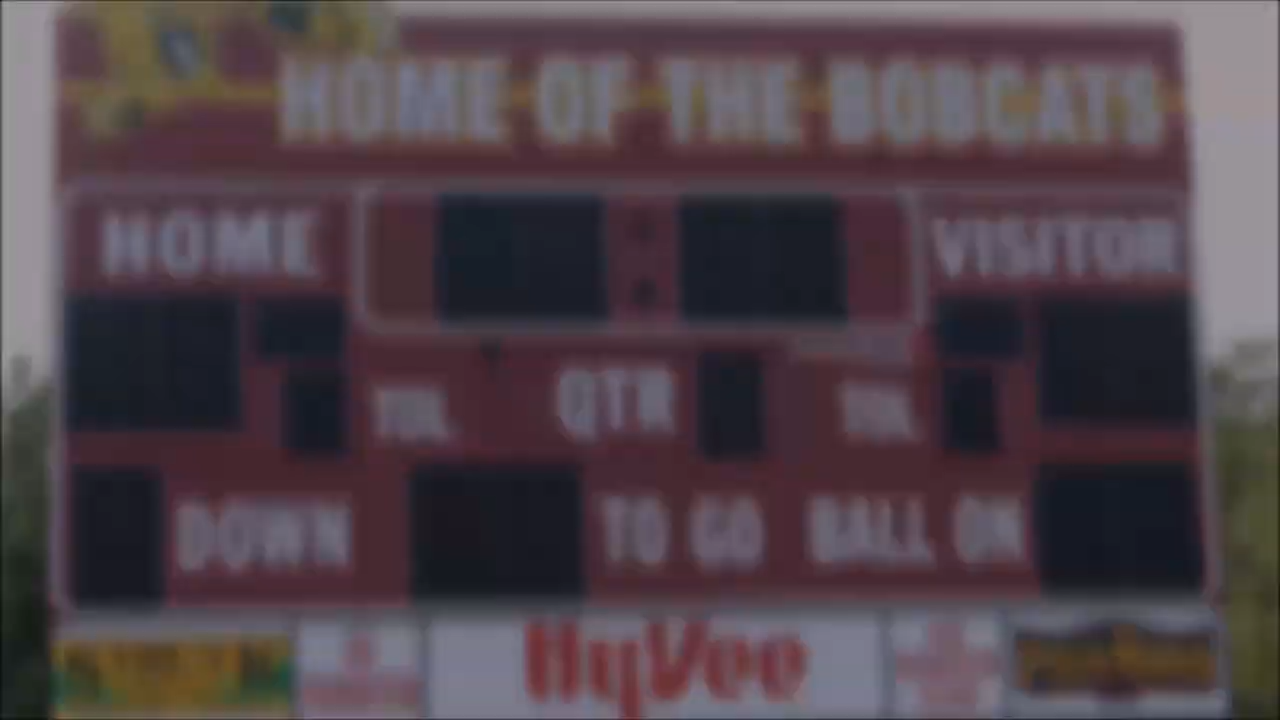 HOME OF THE BOBCATS
HOME VISITOR
TOL QTR TOL
DOWN TO GO BALL ON
HyVee